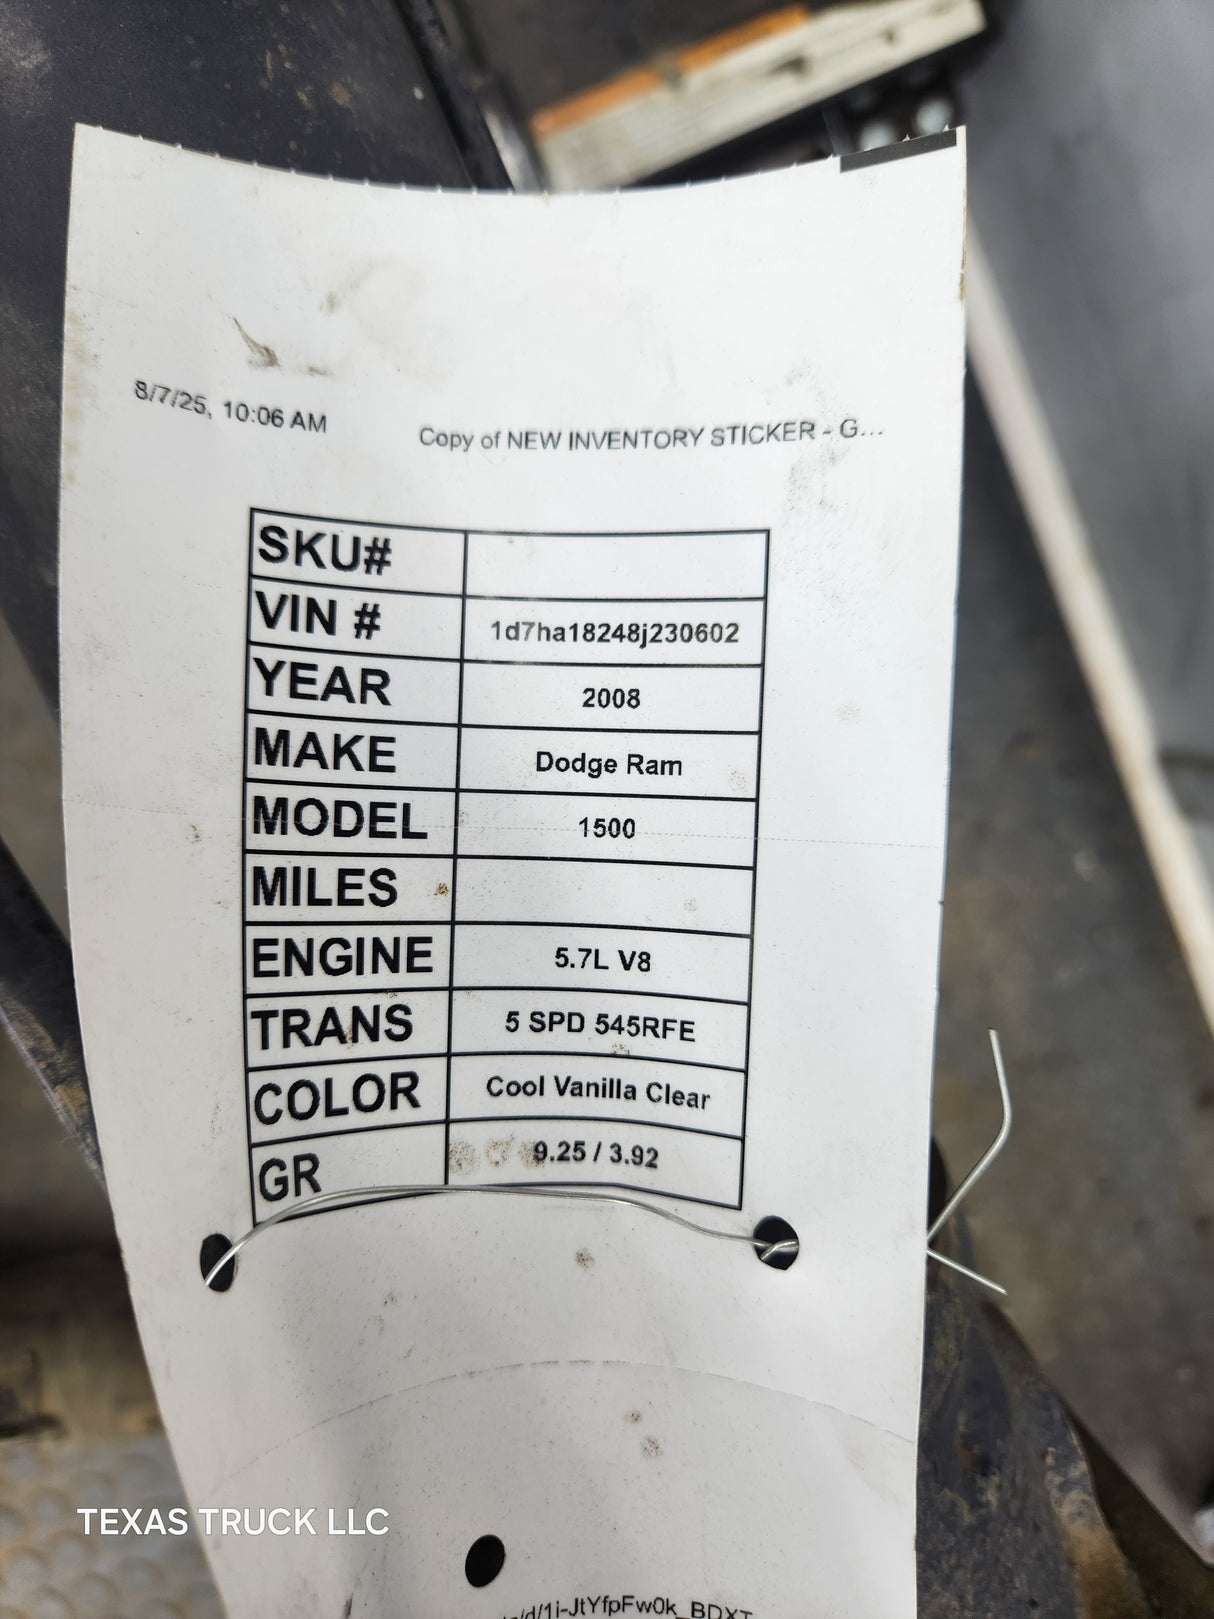 8/7/25, 10:06 AM
Copy of NEW INVENTORY STICKER - G...
SKU#
VIN # 1d7ha18248j230602
YEAR 2008
MAKE Dodge Ram
MODEL 1500
MILES
ENGINE 5.7L V8
TRANS 5 SPD 545RFE
COLOR Cool Vanilla Clear
GR 9.25 / 3.92
TEXAS TRUCK LLC
/d/1i-JtYfpFw0k_BDXT